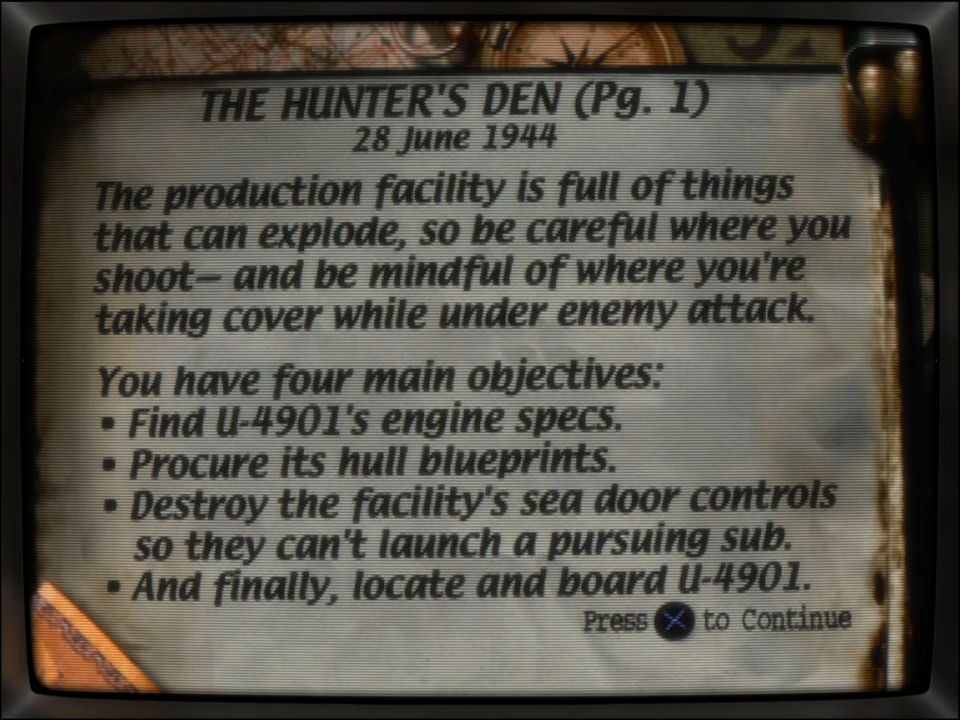 THE HUNTER'S DEN (Pg. 1)
28 June 1944
The production facility is full of things
that can explode, so be careful where you
shoot— and be mindful of where you're
taking cover while under enemy attack.
You have four main objectives:
• Find U-4901's engine specs.
• Procure its hull blueprints.
• Destroy the facility's sea door controls
so they can't launch a pursuing sub.
• And finally, locate and board U-4901.
Press ✕ to Continue